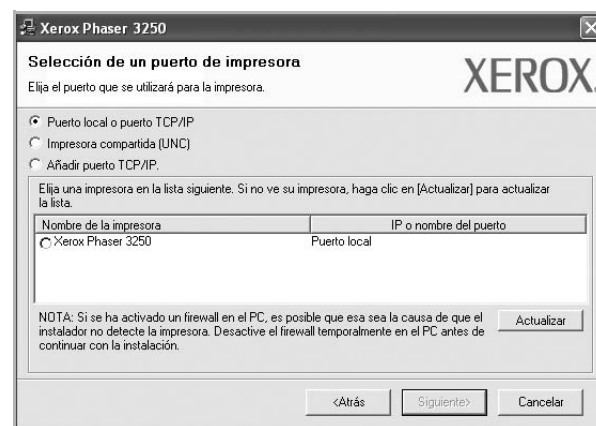 Xerox Phaser 3250
Selección de un puerto de impresora
Elija el puerto que se utilizará para la impresora.
XEROX.
Puerto local o puerto TCP/IP
Impresora compartida (UNC)
Añadir puerto TCP/IP.
Elija una impresora en la lista siguiente. Si no ve su impresora, haga clic en [Actualizar] para actualizar
la lista.
Nombre de la impresora IP o nombre del puerto
Xerox Phaser 3250 Puerto local
NOTA: Si se ha activado un firewall en el PC, es posible que esa sea la causa de que el
instalador no detecte la impresora. Desactive el firewall temporalmente en el PC antes de
continuar con la instalación.
Actualizar
<Atrás Siguiente> Cancelar